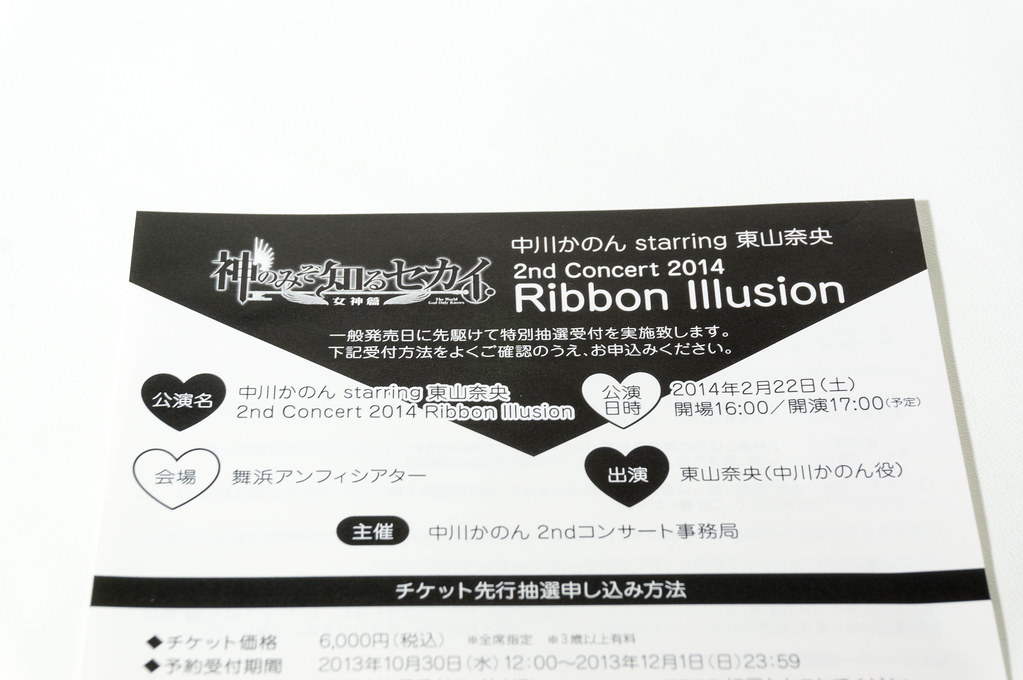 中川かのん starring 東山奈央
神のみぞ知るセカイ
女神篇
The World God Only Knows
2nd Concert 2014
Ribbon Illusion
一般発売日に先駆けて特別抽選受付を実施致します。
下記受付方法をよくご確認のうえ、お申込みください。
公演名
中川かのん starring 東山奈央
2nd Concert 2014 Ribbon Illusion
公演日時
2014年2月22日(土)
開場16:00/開演17:00(予定)
会場
舞浜アンフィシアター
出演
東山奈央(中川かのん役)
主催
中川かのん 2ndコンサート事務局
チケット先行抽選申し込み方法
◆チケット価格 6,000円(税込) ※全席指定 ※3歳以上有料
◆予約受付期間 2013年10月30日(水)12:00〜2013年12月1日(日)23:59